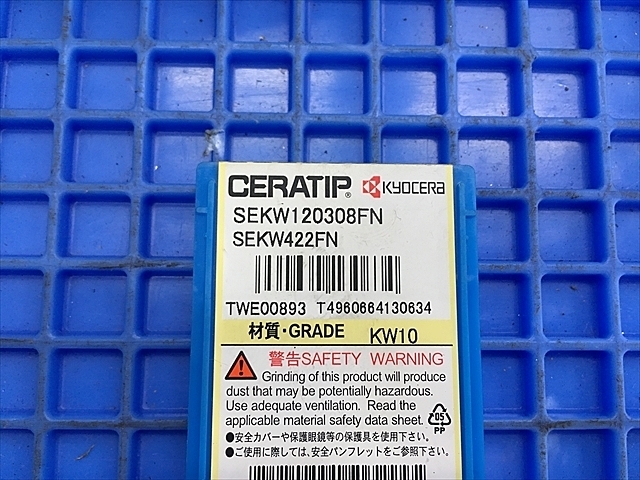 CERATIP® KYOCERA
SEKW120308FN
SEKW422FN
TWE00893 T4960664130634
材質・GRADE KW10
警告SAFETY WARNING
Grinding of this product will produce
dust that may be potentially hazardous.
Use adequate ventilation. Read the
applicable material safety data sheet.
05
PP
●安全カバーや保護眼鏡等の保護具を使用下さい。
●ご使用に際しては、安全パンフレットをご参照下さい。